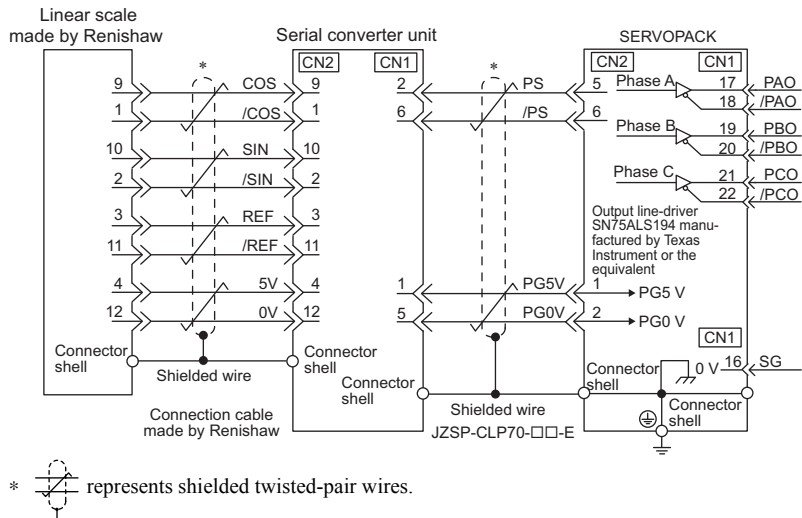 Linear scale
made by Renishaw
Serial converter unit
SERVOPACK
*
CN2
CN1
*
CN2
CN1
9
COS
9
2
PS
5
Phase A
17
PAO
18
/PAO
1
/COS
1
6
/PS
6
Phase B
19
PBO
20
/PBO
10
SIN
10
2
/SIN
2
Phase C
21
PCO
22
/PCO
3
REF
3
11
/REF
11
Output line-driver
SN75ALS194 manu-
factured by Texas
Instrument or the
equivalent
4
5V
4
1
PG5V
1
PG5 V
12
0V
12
5
PG0V
2
PG0 V
CN1
Connector
shell
Shielded wire
Connector
shell
Connector
shell
0 V
16
SG
Connection cable
made by Renishaw
Connector
shell
Shielded wire
JZSP-CLP70-□□-E
Connector
shell
* represents shielded twisted-pair wires.